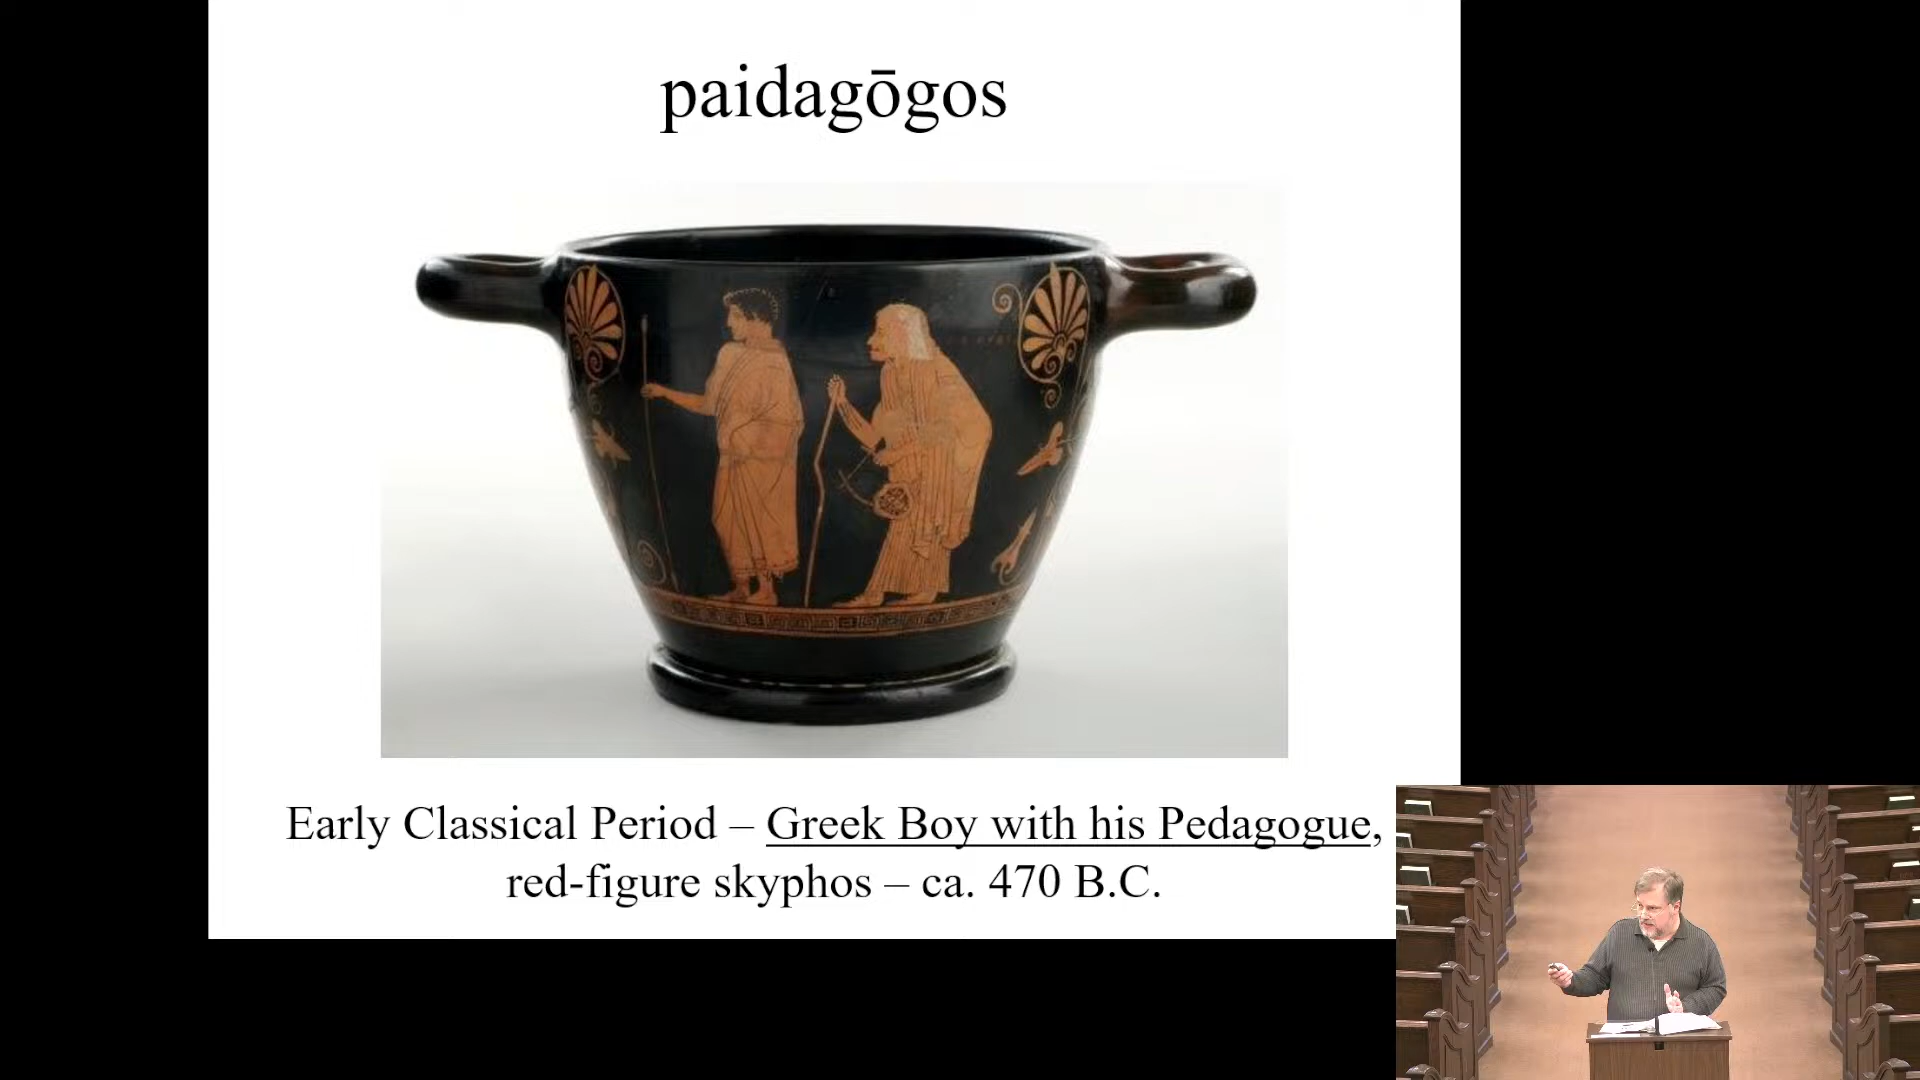 paidagōgos
Early Classical Period – Greek Boy with his Pedagogue,
red-figure skyphos – ca. 470 B.C.